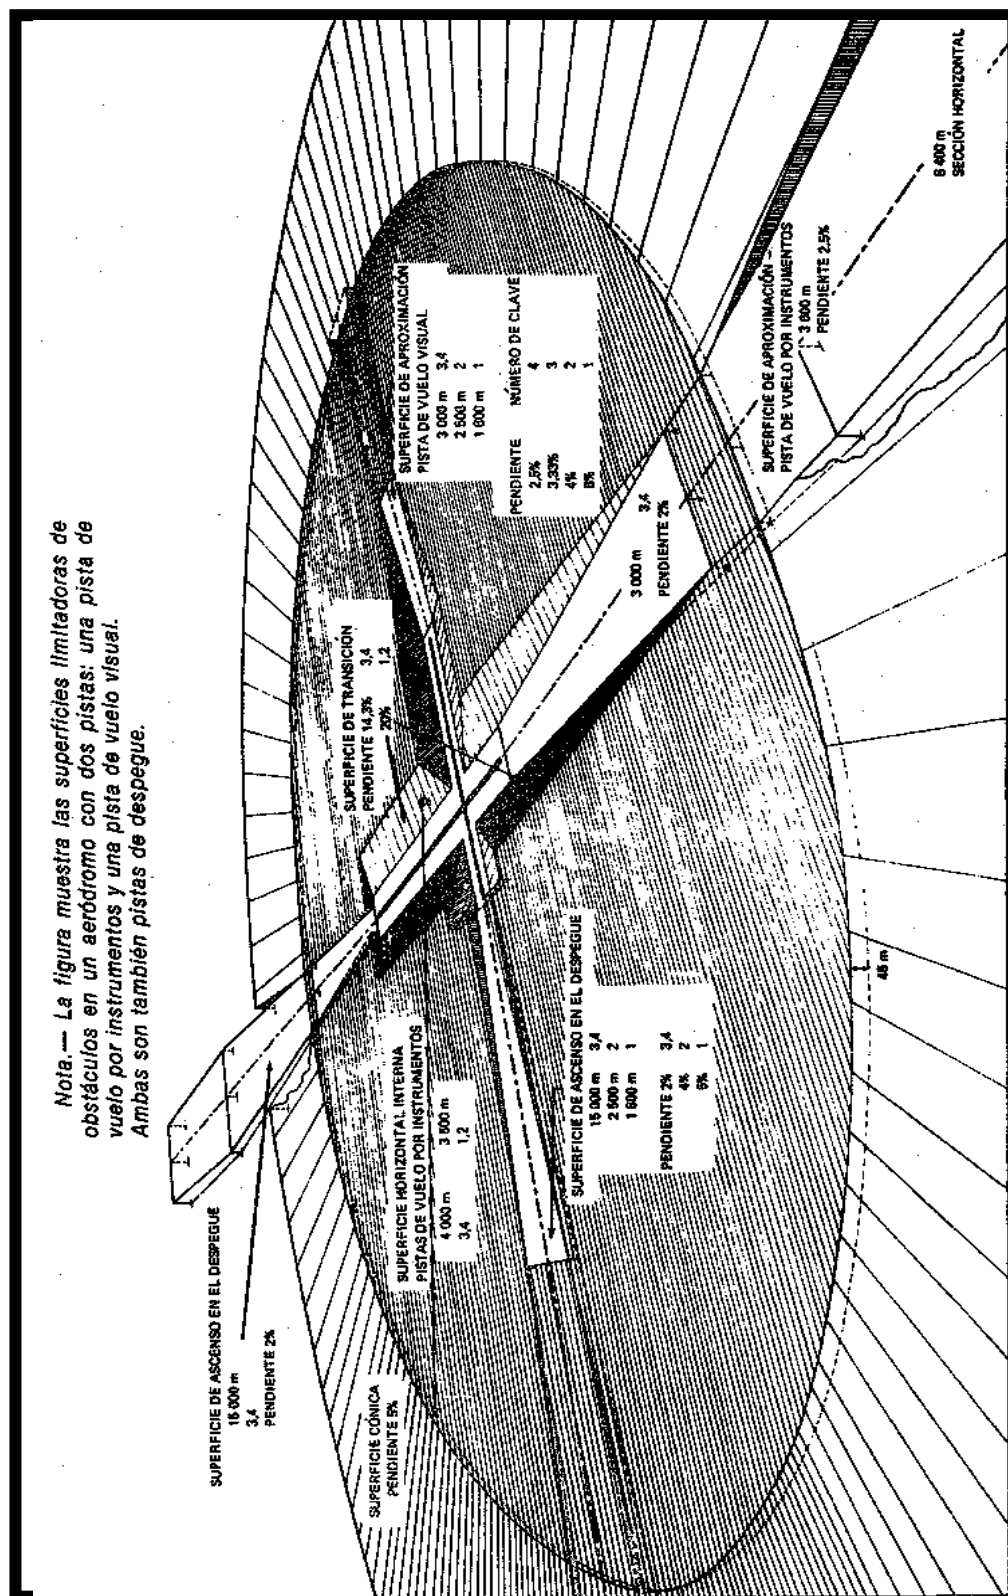 Nota.— La figura muestra las superficies limitadoras de
obstáculos en un aeródromo con dos pistas: una pista de
vuelo por instrumentos y una pista de vuelo visual.
Ambas son también pistas de despegue.
SUPERFICIE DE ASCENSO EN EL DESPEGUE
15 000 m
3,4
PENDIENTE 2%
SUPERFICIE CÓNICA
PENDIENTE 5%
SUPERFICIE HORIZONTAL INTERNA
PISTAS DE VUELO POR INSTRUMENTOS
4 000 m 3 500 m
3,4 1,2
SUPERFICIE DE TRANSICION
PENDIENTE 14,3% 3,4
20% 1,2
SUPERFICIE DE APROXIMACIÓN
PISTA DE VUELO VISUAL
3 000 m 3,4
2 500 m 2
1 600 m 1
PENDIENTE NÚMERO DE CLAVE
2,5% 4
3,33% 3
4% 2
5% 1
SUPERFICIE DE ASCENSO EN EL DESPEGUE
15 000 m 3,4
2 500 m 2
1 600 m 1
PENDIENTE 2% 3,4
4% 2
5% 1
3 000 m 3,4
PENDIENTE 2%
SUPERFICIE DE APROXIMACIÓN –
PISTA DE VUELO POR INSTRUMENTOS
3 600 m
PENDIENTE 2,5%
8 400 m
SECCIÓN HORIZONTAL
45 m